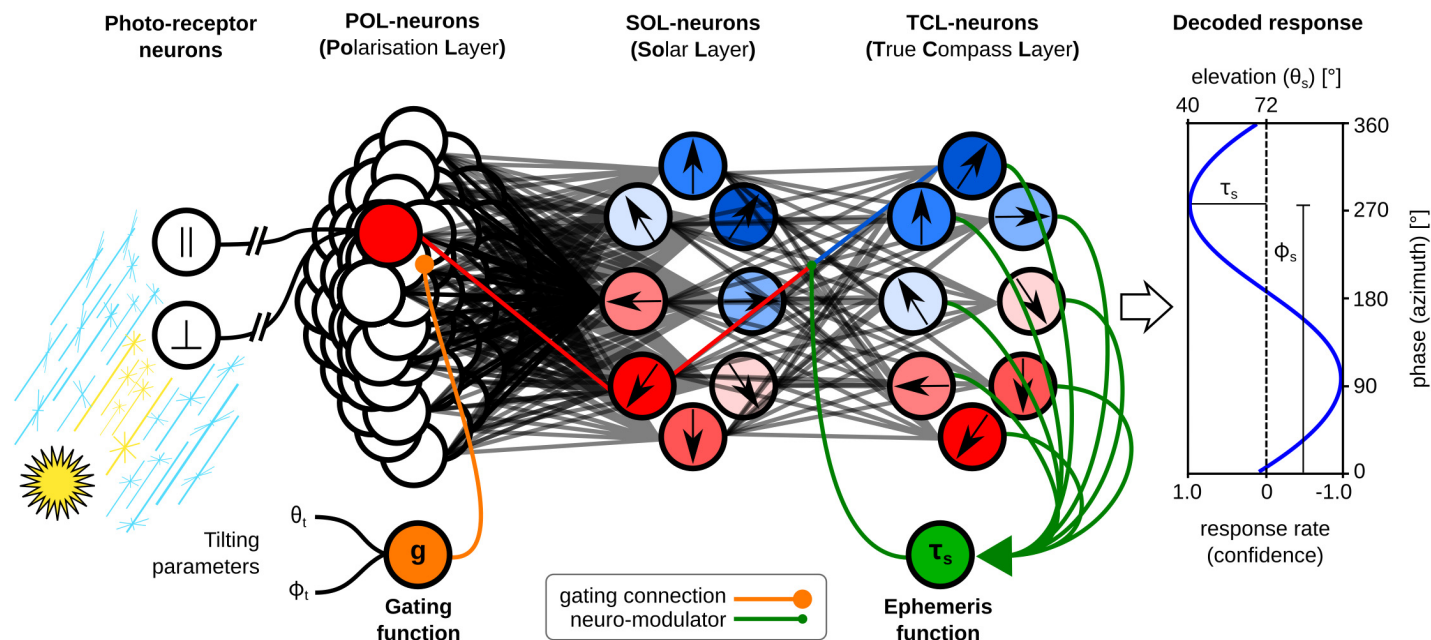 Photo-receptor
neurons
POL-neurons
(Polarisation Layer)
SOL-neurons
(Solar Layer)
TCL-neurons
(True Compass Layer)
Decoded response
elevation (θₛ) [°]
40 72
360
270
180
90
0
phase (azimuth) [°]
τₛ
ϕₛ
1.0 0 -1.0
response rate
(confidence)
||
⊥
Tilting
parameters
θₜ
ϕₜ
g
Gating
function
gating connection
neuro-modulator
τₛ
Ephemeris
function